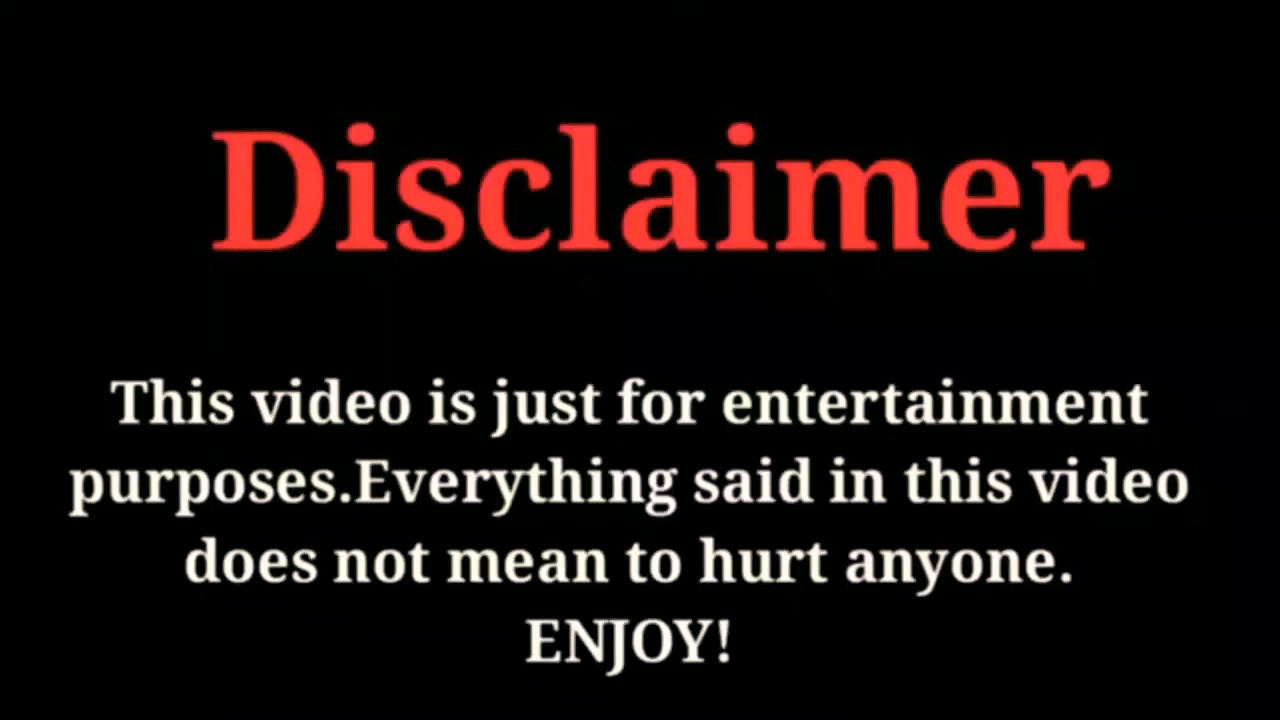 Disclaimer
This video is just for entertainment
purposes.Everything said in this video
does not mean to hurt anyone.
ENJOY!